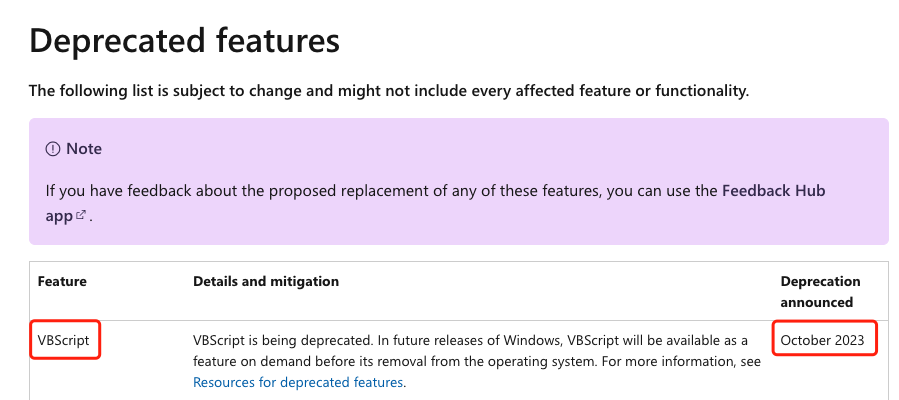 Deprecated features
The following list is subject to change and might not include every affected feature or functionality.
Note
If you have feedback about the proposed replacement of any of these features, you can use the Feedback Hub
app.
Feature Details and mitigation Deprecation
announced
VBScript VBScript is being deprecated. In future releases of Windows, VBScript will be available as a October 2023
feature on demand before its removal from the operating system. For more information, see
Resources for deprecated features.